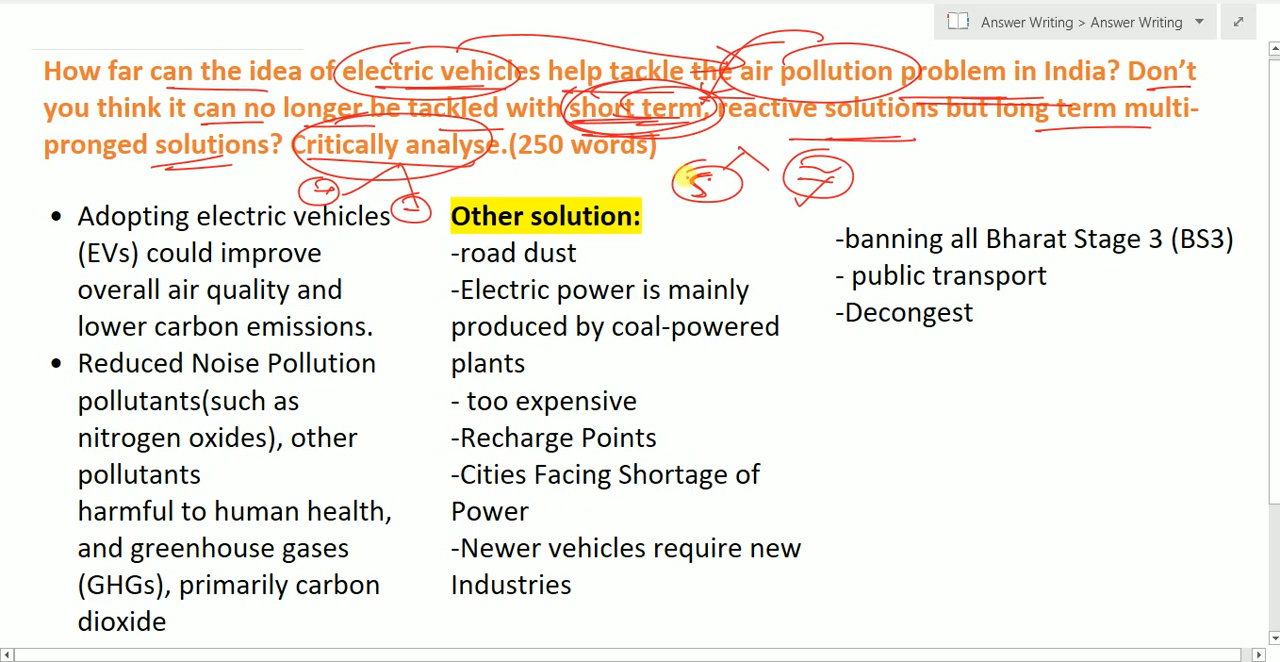 Answer Writing > Answer Writing
How far can the idea of electric vehicles help tackle the air pollution problem in India? Don’t
you think it can no longer be tackled with short term, reactive solutions but long term multi-
pronged solutions? Critically analyse.(250 words)
• Adopting electric vehicles
(EVs) could improve
overall air quality and
lower carbon emissions.
• Reduced Noise Pollution
pollutants(such as
nitrogen oxides), other
pollutants
harmful to human health,
and greenhouse gases
(GHGs), primarily carbon
dioxide
Other solution:
-road dust
-Electric power is mainly
produced by coal-powered
plants
- too expensive
-Recharge Points
-Cities Facing Shortage of
Power
-Newer vehicles require new
Industries
-banning all Bharat Stage 3 (BS3)
- public transport
-Decongest